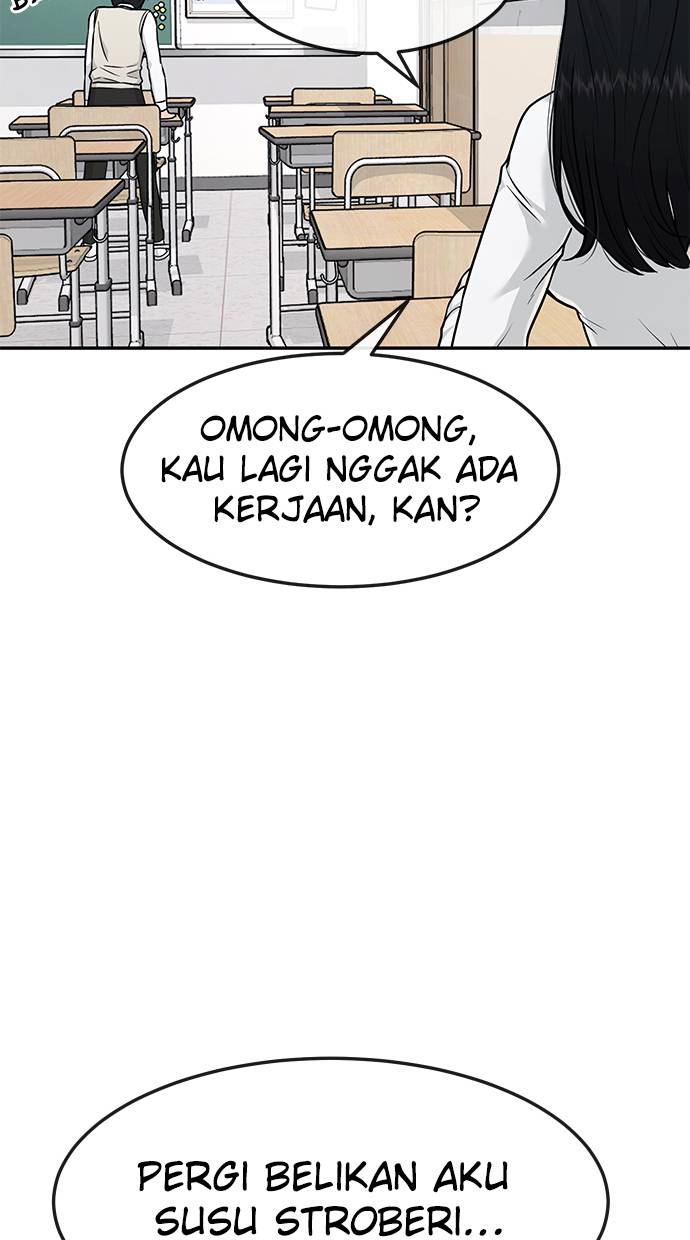 OMONG-OMONG,
KAU LAGI NGGAK ADA
KERJAAN, KAN?
PERGI BELIKAN AKU
SUSU STROBERI...